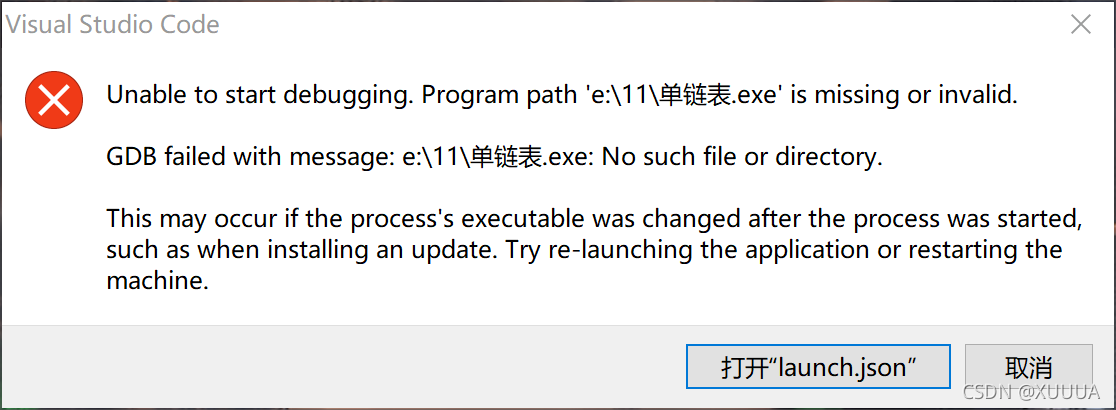 Visual Studio Code
Unable to start debugging. Program path 'e:\11\单链表.exe' is missing or invalid.
GDB failed with message: e:\11\单链表.exe: No such file or directory.
This may occur if the process's executable was changed after the process was started,
such as when installing an update. Try re-launching the application or restarting the
machine.
打开“launch.json”
取消
CSDN @XUUUA